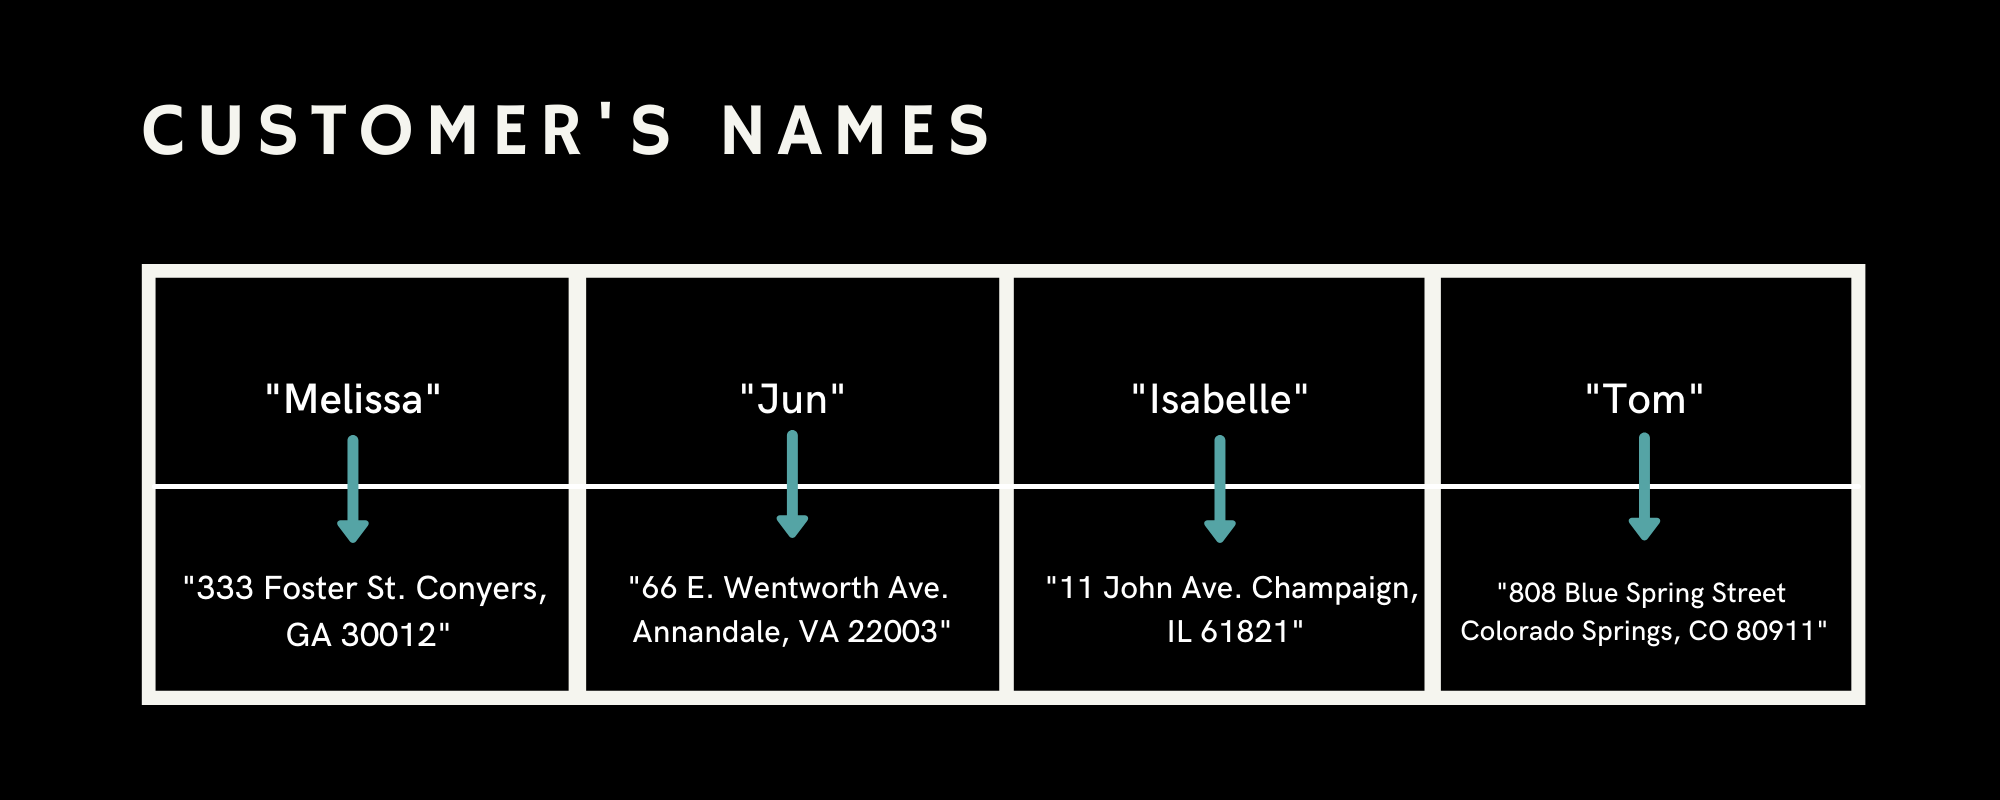 CUSTOMER'S NAMES
"Melissa"
"Jun"
"Isabelle"
"Tom"
"333 Foster St. Conyers,
GA 30012"
"66 E. Wentworth Ave.
Annandale, VA 22003"
"11 John Ave. Champaign,
IL 61821"
"808 Blue Spring Street
Colorado Springs, CO 80911"